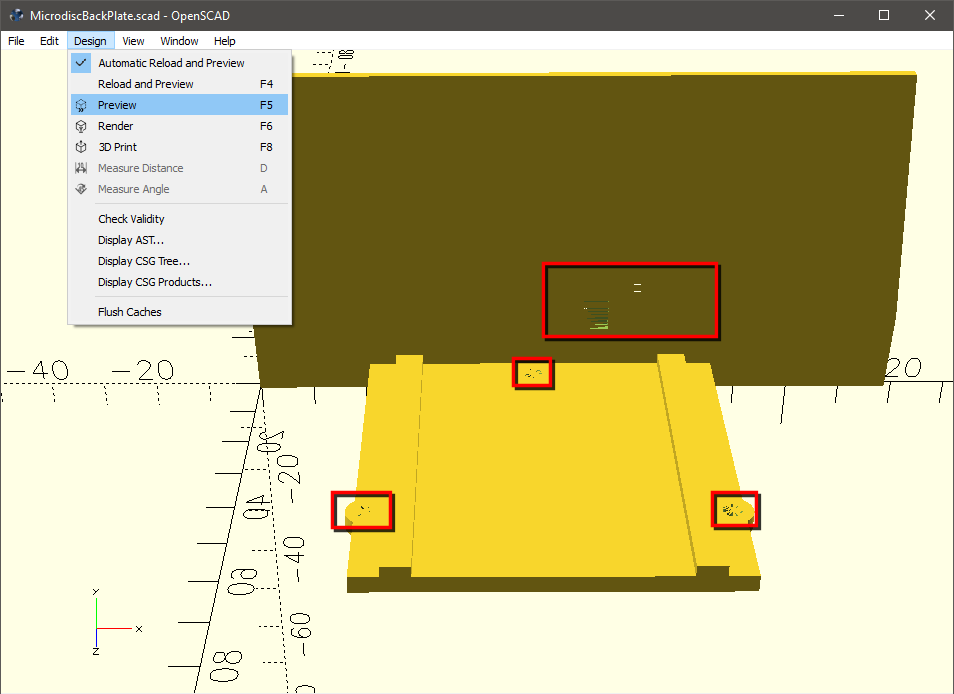 MicrodiscBackPlate.scad - OpenSCAD
File Edit Design View Window Help
Automatic Reload and Preview
Reload and Preview F4
Preview F5
Render F6
3D Print F8
Measure Distance D
Measure Angle A
Check Validity
Display AST...
Display CSG Tree...
Display CSG Products...
Flush Caches
-40 -20
20
-20
40
-40
60
-60
80
Y
X
Z